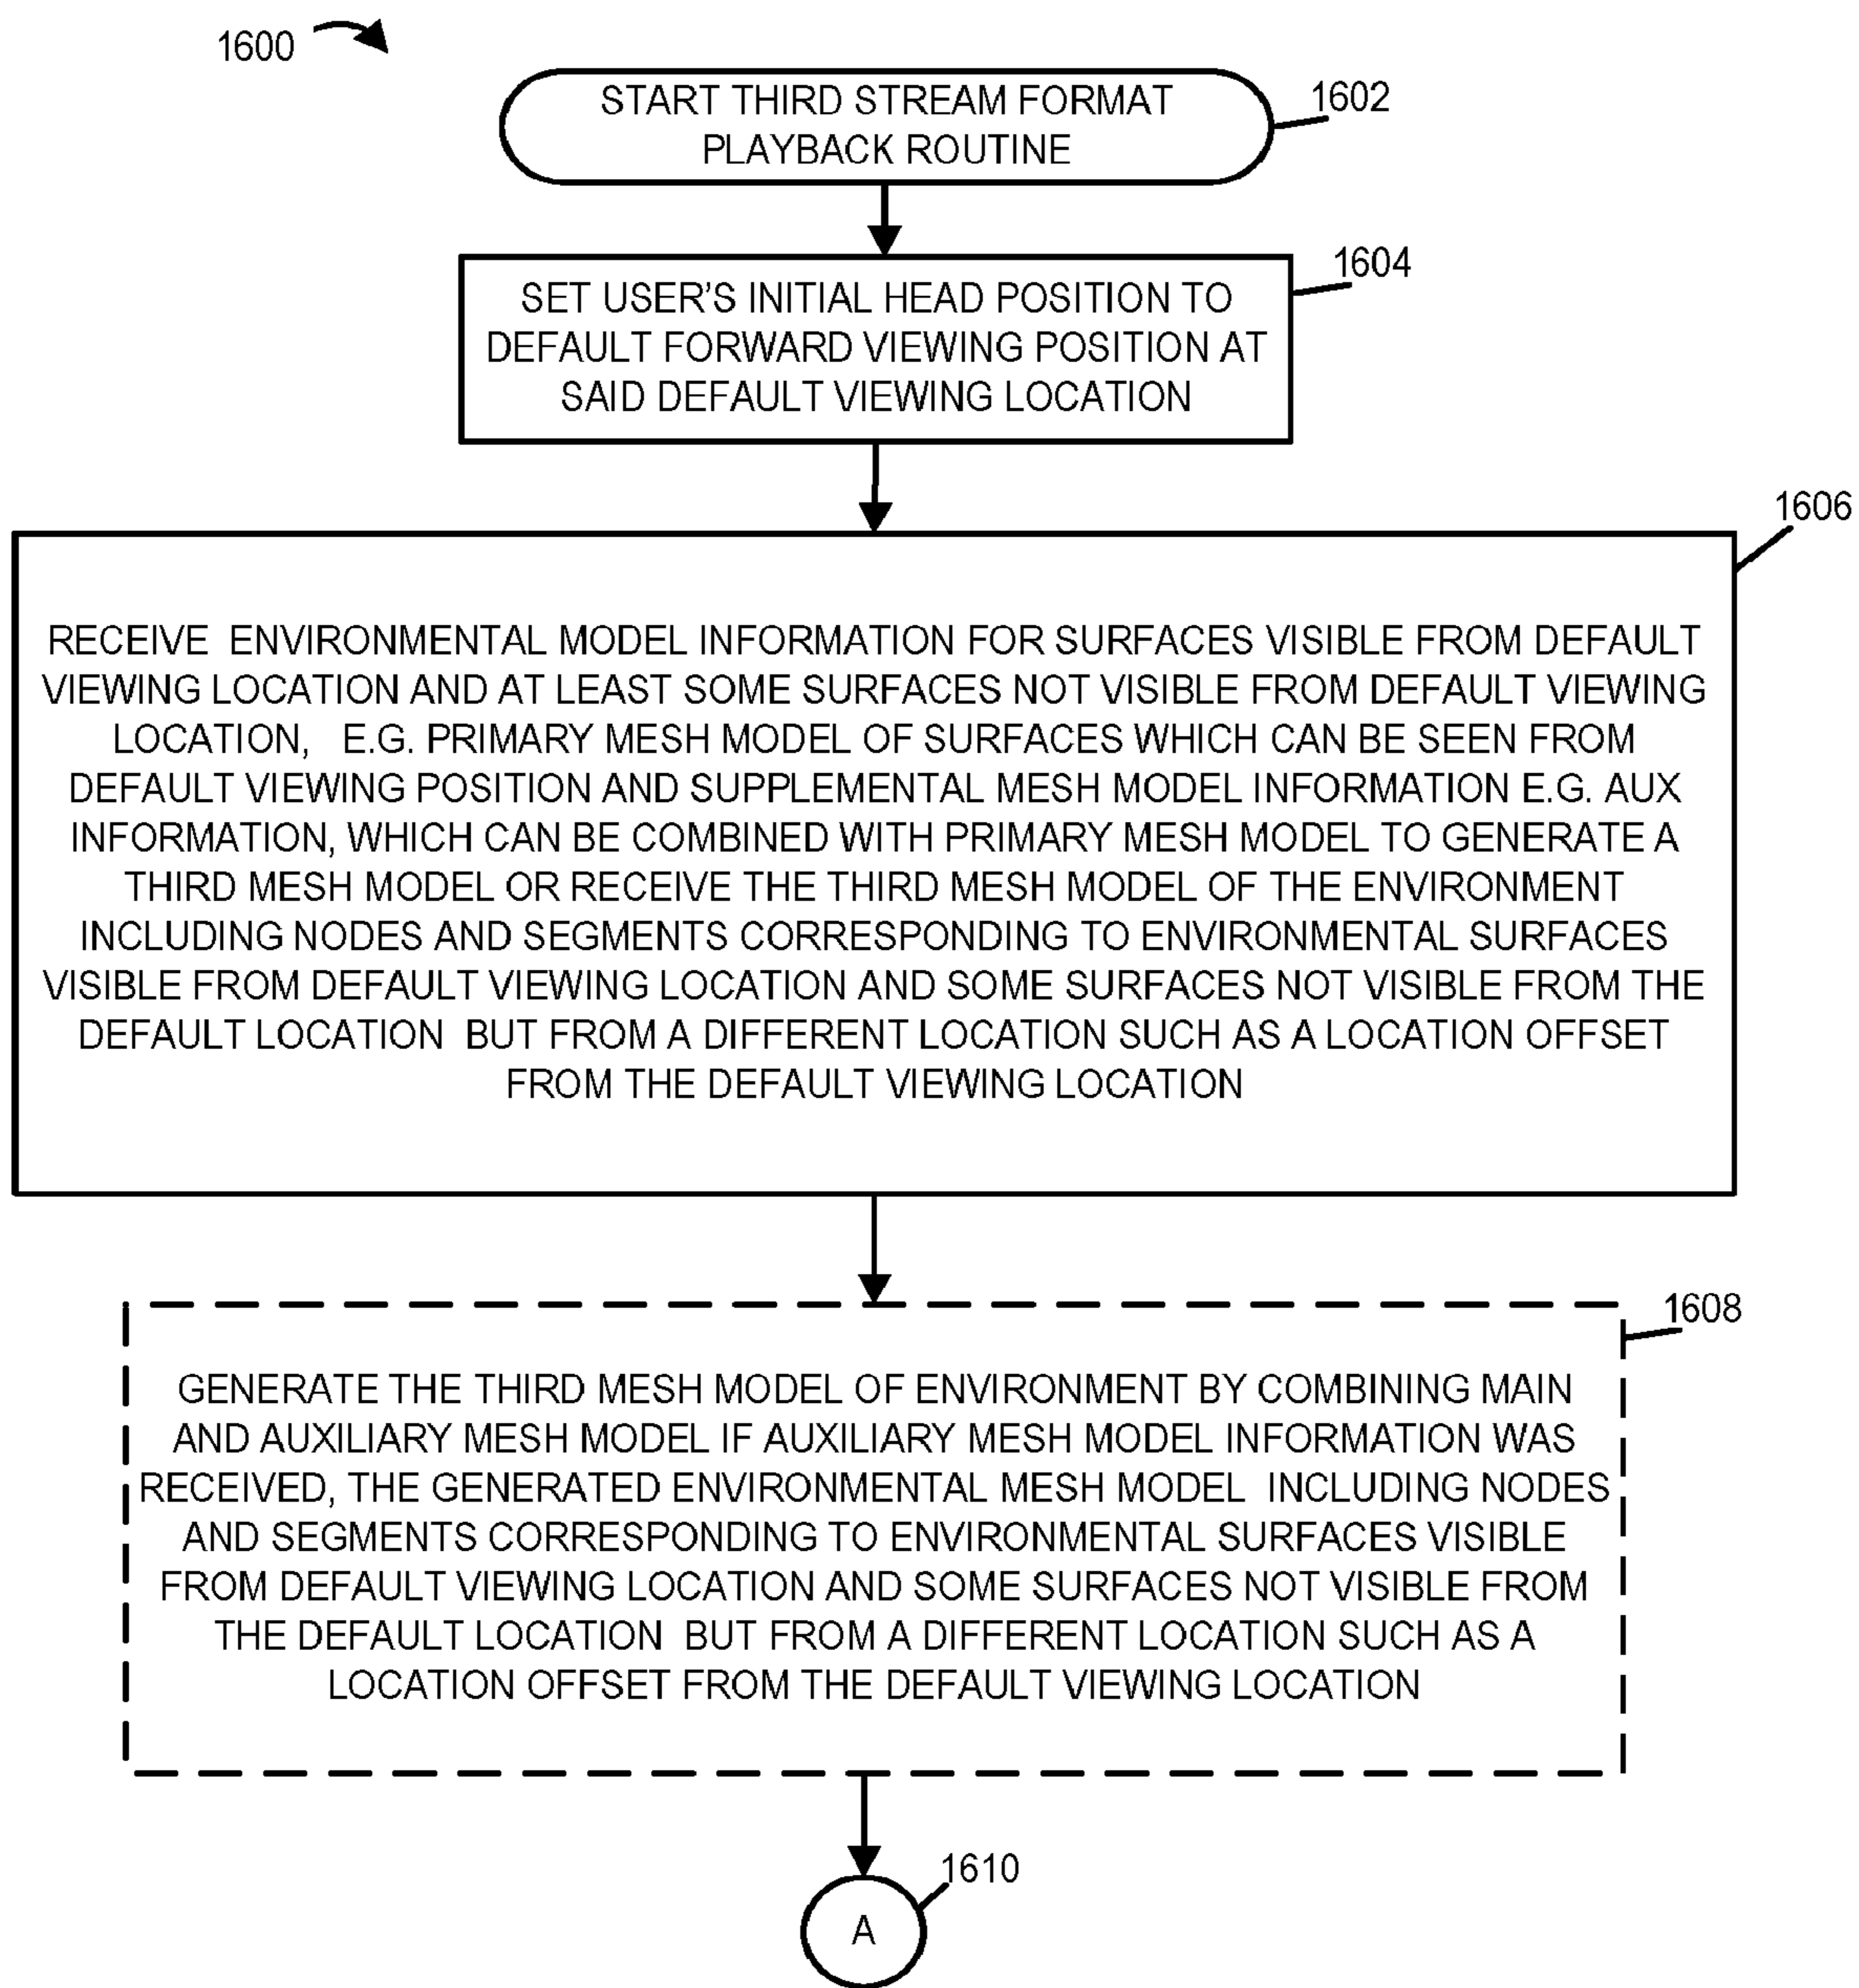 1600
START THIRD STREAM FORMAT
PLAYBACK ROUTINE
1602
SET USER'S INITIAL HEAD POSITION TO
DEFAULT FORWARD VIEWING POSITION AT
SAID DEFAULT VIEWING LOCATION
1604
1606
RECEIVE ENVIRONMENTAL MODEL INFORMATION FOR SURFACES VISIBLE FROM DEFAULT
VIEWING LOCATION AND AT LEAST SOME SURFACES NOT VISIBLE FROM DEFAULT VIEWING
LOCATION, E.G. PRIMARY MESH MODEL OF SURFACES WHICH CAN BE SEEN FROM
DEFAULT VIEWING POSITION AND SUPPLEMENTAL MESH MODEL INFORMATION E.G. AUX
INFORMATION, WHICH CAN BE COMBINED WITH PRIMARY MESH MODEL TO GENERATE A
THIRD MESH MODEL OR RECEIVE THE THIRD MESH MODEL OF THE ENVIRONMENT
INCLUDING NODES AND SEGMENTS CORRESPONDING TO ENVIRONMENTAL SURFACES
VISIBLE FROM DEFAULT VIEWING LOCATION AND SOME SURFACES NOT VISIBLE FROM THE
DEFAULT LOCATION BUT FROM A DIFFERENT LOCATION SUCH AS A LOCATION OFFSET
FROM THE DEFAULT VIEWING LOCATION
1608
GENERATE THE THIRD MESH MODEL OF ENVIRONMENT BY COMBINING MAIN
AND AUXILIARY MESH MODEL IF AUXILIARY MESH MODEL INFORMATION WAS
RECEIVED, THE GENERATED ENVIRONMENTAL MESH MODEL INCLUDING NODES
AND SEGMENTS CORRESPONDING TO ENVIRONMENTAL SURFACES VISIBLE
FROM DEFAULT VIEWING LOCATION AND SOME SURFACES NOT VISIBLE FROM
THE DEFAULT LOCATION BUT FROM A DIFFERENT LOCATION SUCH AS A
LOCATION OFFSET FROM THE DEFAULT VIEWING LOCATION
1610
A